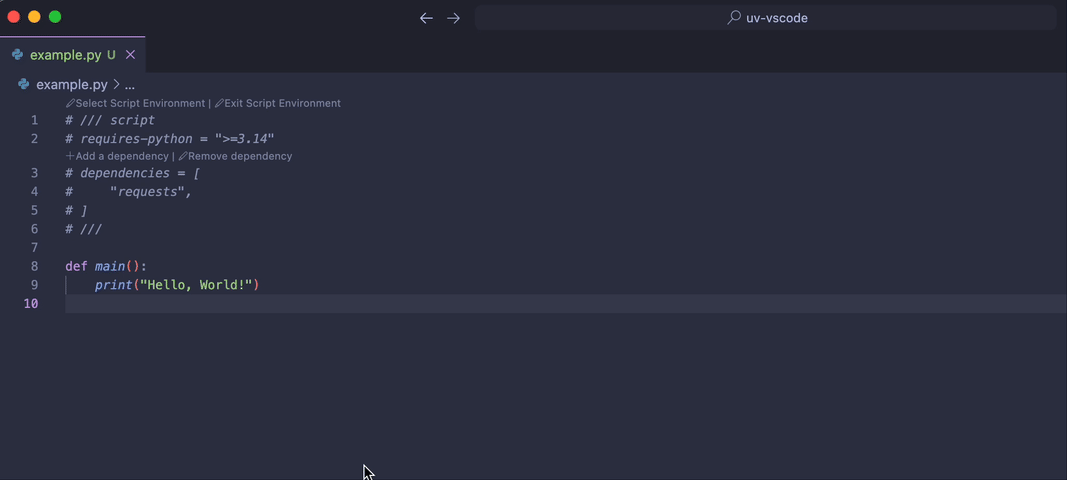 uv-vscode
example.py U
example.py > ...
Select Script Environment | Exit Script Environment
1 # /// script
2 # requires-python = ">=3.14"
Add a dependency | Remove dependency
3 # dependencies = [
4 #     "requests",
5 # ]
6 # ///
7
8 def main():
9     print("Hello, World!")
10